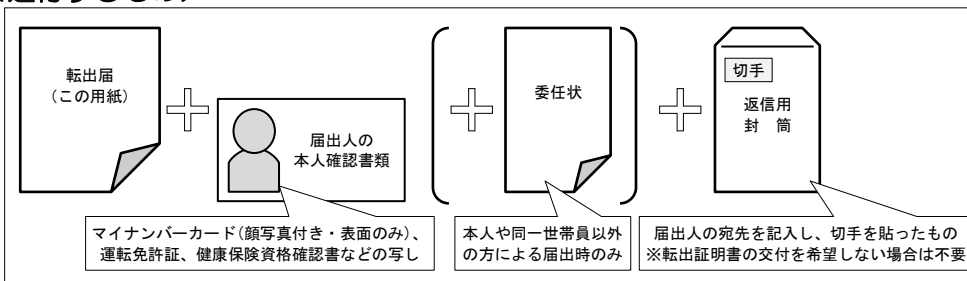 転出届
（この用紙）
届出人の
本人確認書類
委任状
切手
返信用
封　筒
マイナンバーカード（顔写真付き・表面のみ）、
運転免許証、健康保険資格確認書などの写し
本人や同一世帯員以外
の方による届出時のみ
届出人の宛先を記入し、切手を貼ったもの
※転出証明書の交付を希望しない場合は不要